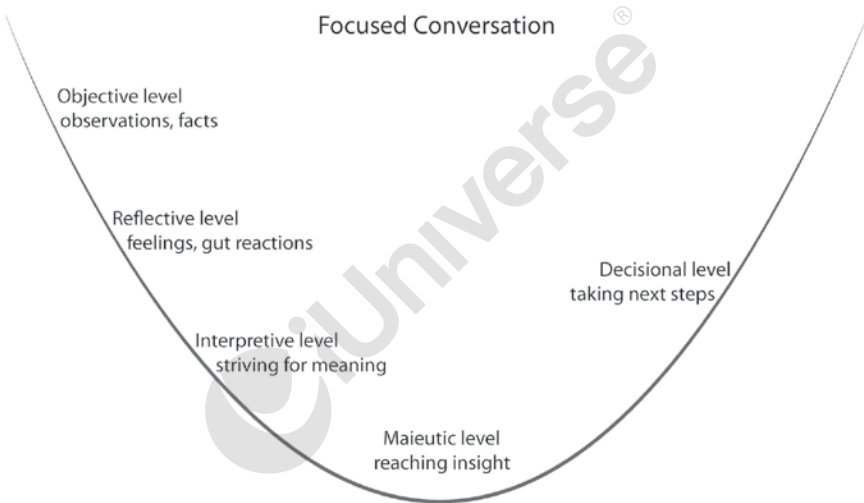 Focused Conversation
®
iUniverse
Objective level
observations, facts
Reflective level
feelings, gut reactions
Decisional level
taking next steps
Interpretive level
striving for meaning
Maieutic level
reaching insight